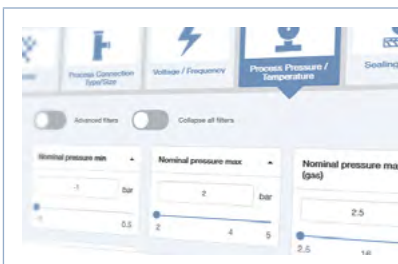 Process Connection
Type/Size
Voltage / Frequency
Process Pressure /
Temperature
Sealing
Advanced filters
Collapse all filters
Nominal pressure min
Nominal pressure max
Nominal pressure ma
(gas)
-1
bar
2
bar
2.5
-1
0.5
2
4
5
2.5
16